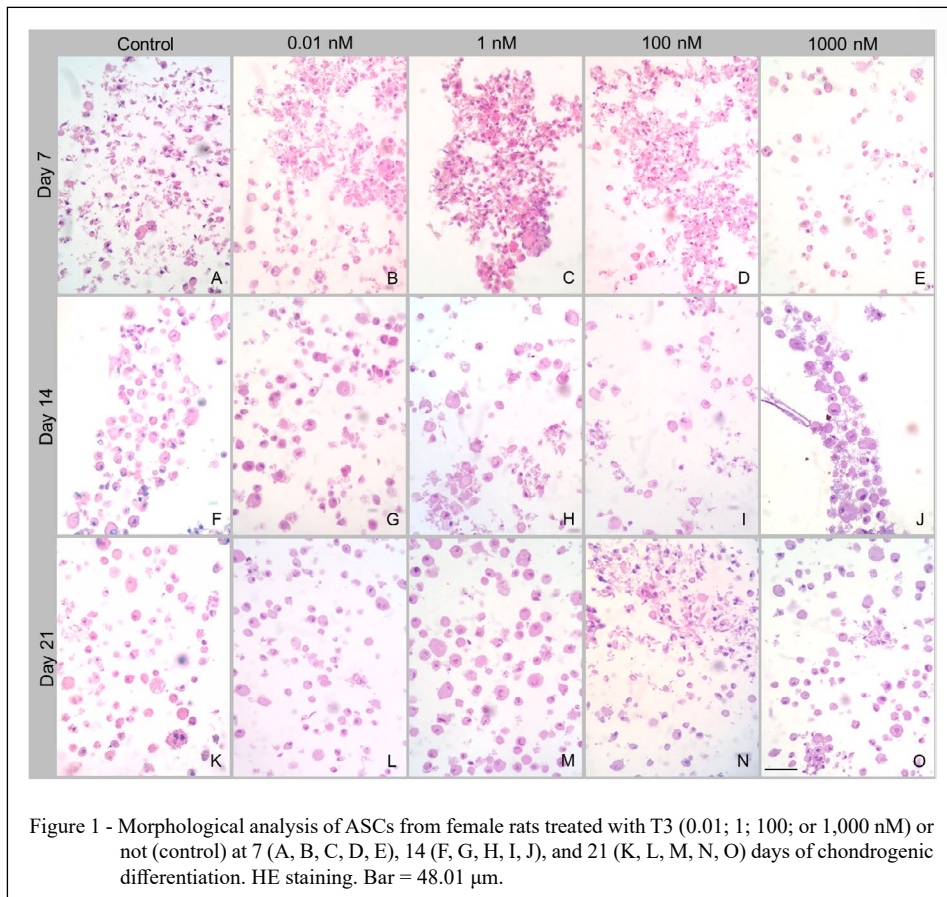 Control 0.01 nM 1 nM 100 nM 1000 nM
Day 7
A B C D E
Day 14
F G H I J
Day 21
K L M N O
Figure 1 - Morphological analysis of ASCs from female rats treated with T3 (0.01; 1; 100; or 1,000 nM) or
not (control) at 7 (A, B, C, D, E), 14 (F, G, H, I, J), and 21 (K, L, M, N, O) days of chondrogenic
differentiation. HE staining. Bar = 48.01 μm.